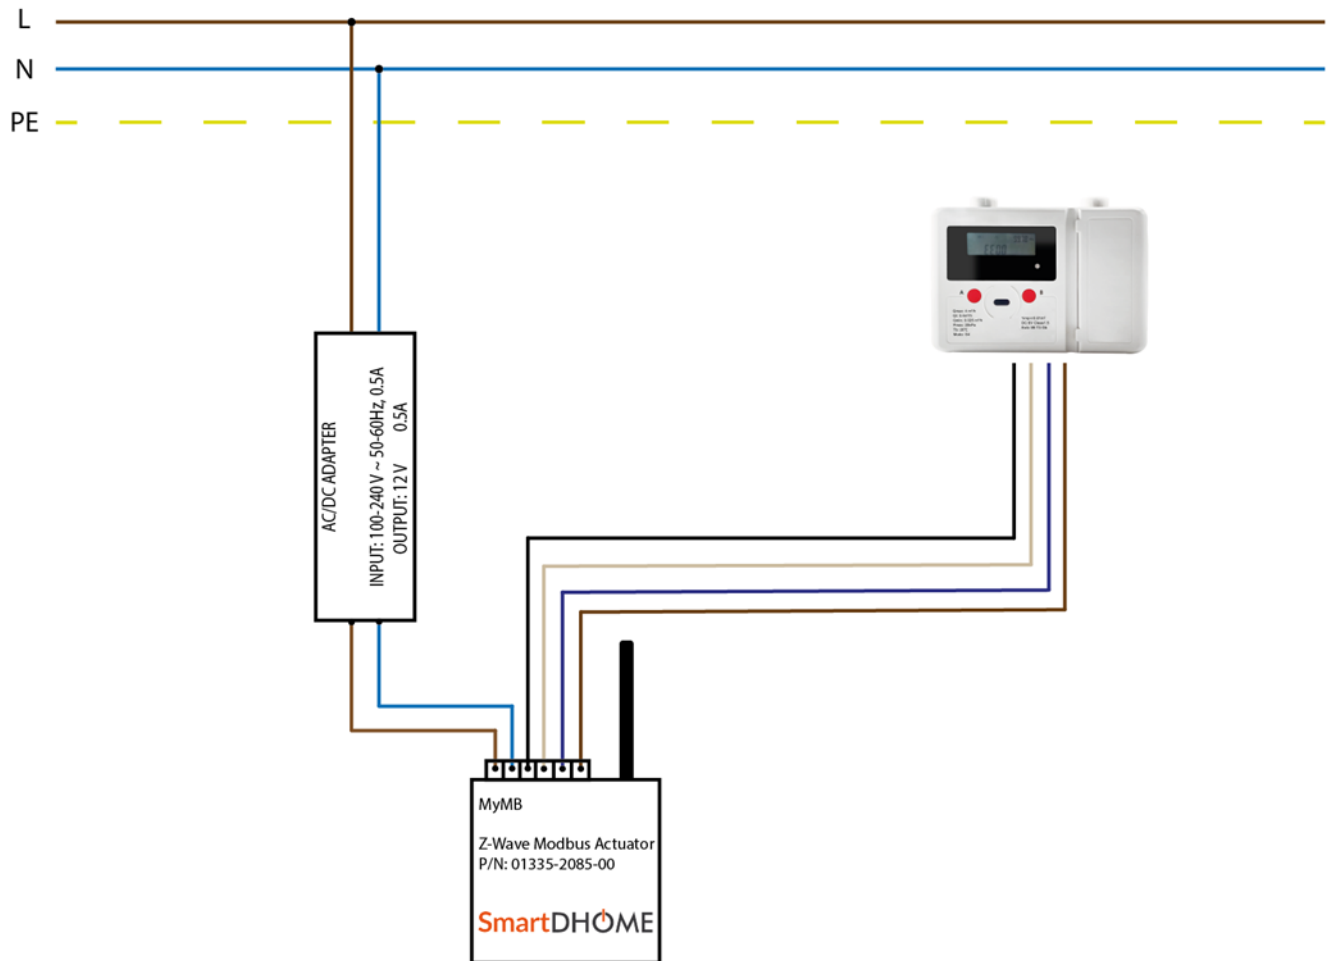 L
N
PE
AC/DC ADAPTER
INPUT: 100-240 V ~ 50-60Hz, 0.5A
OUTPUT: 12 V 0.5A
A
B
MyMB
Z-Wave Modbus Actuator
P/N: 01335-2085-00
SmartDHOME